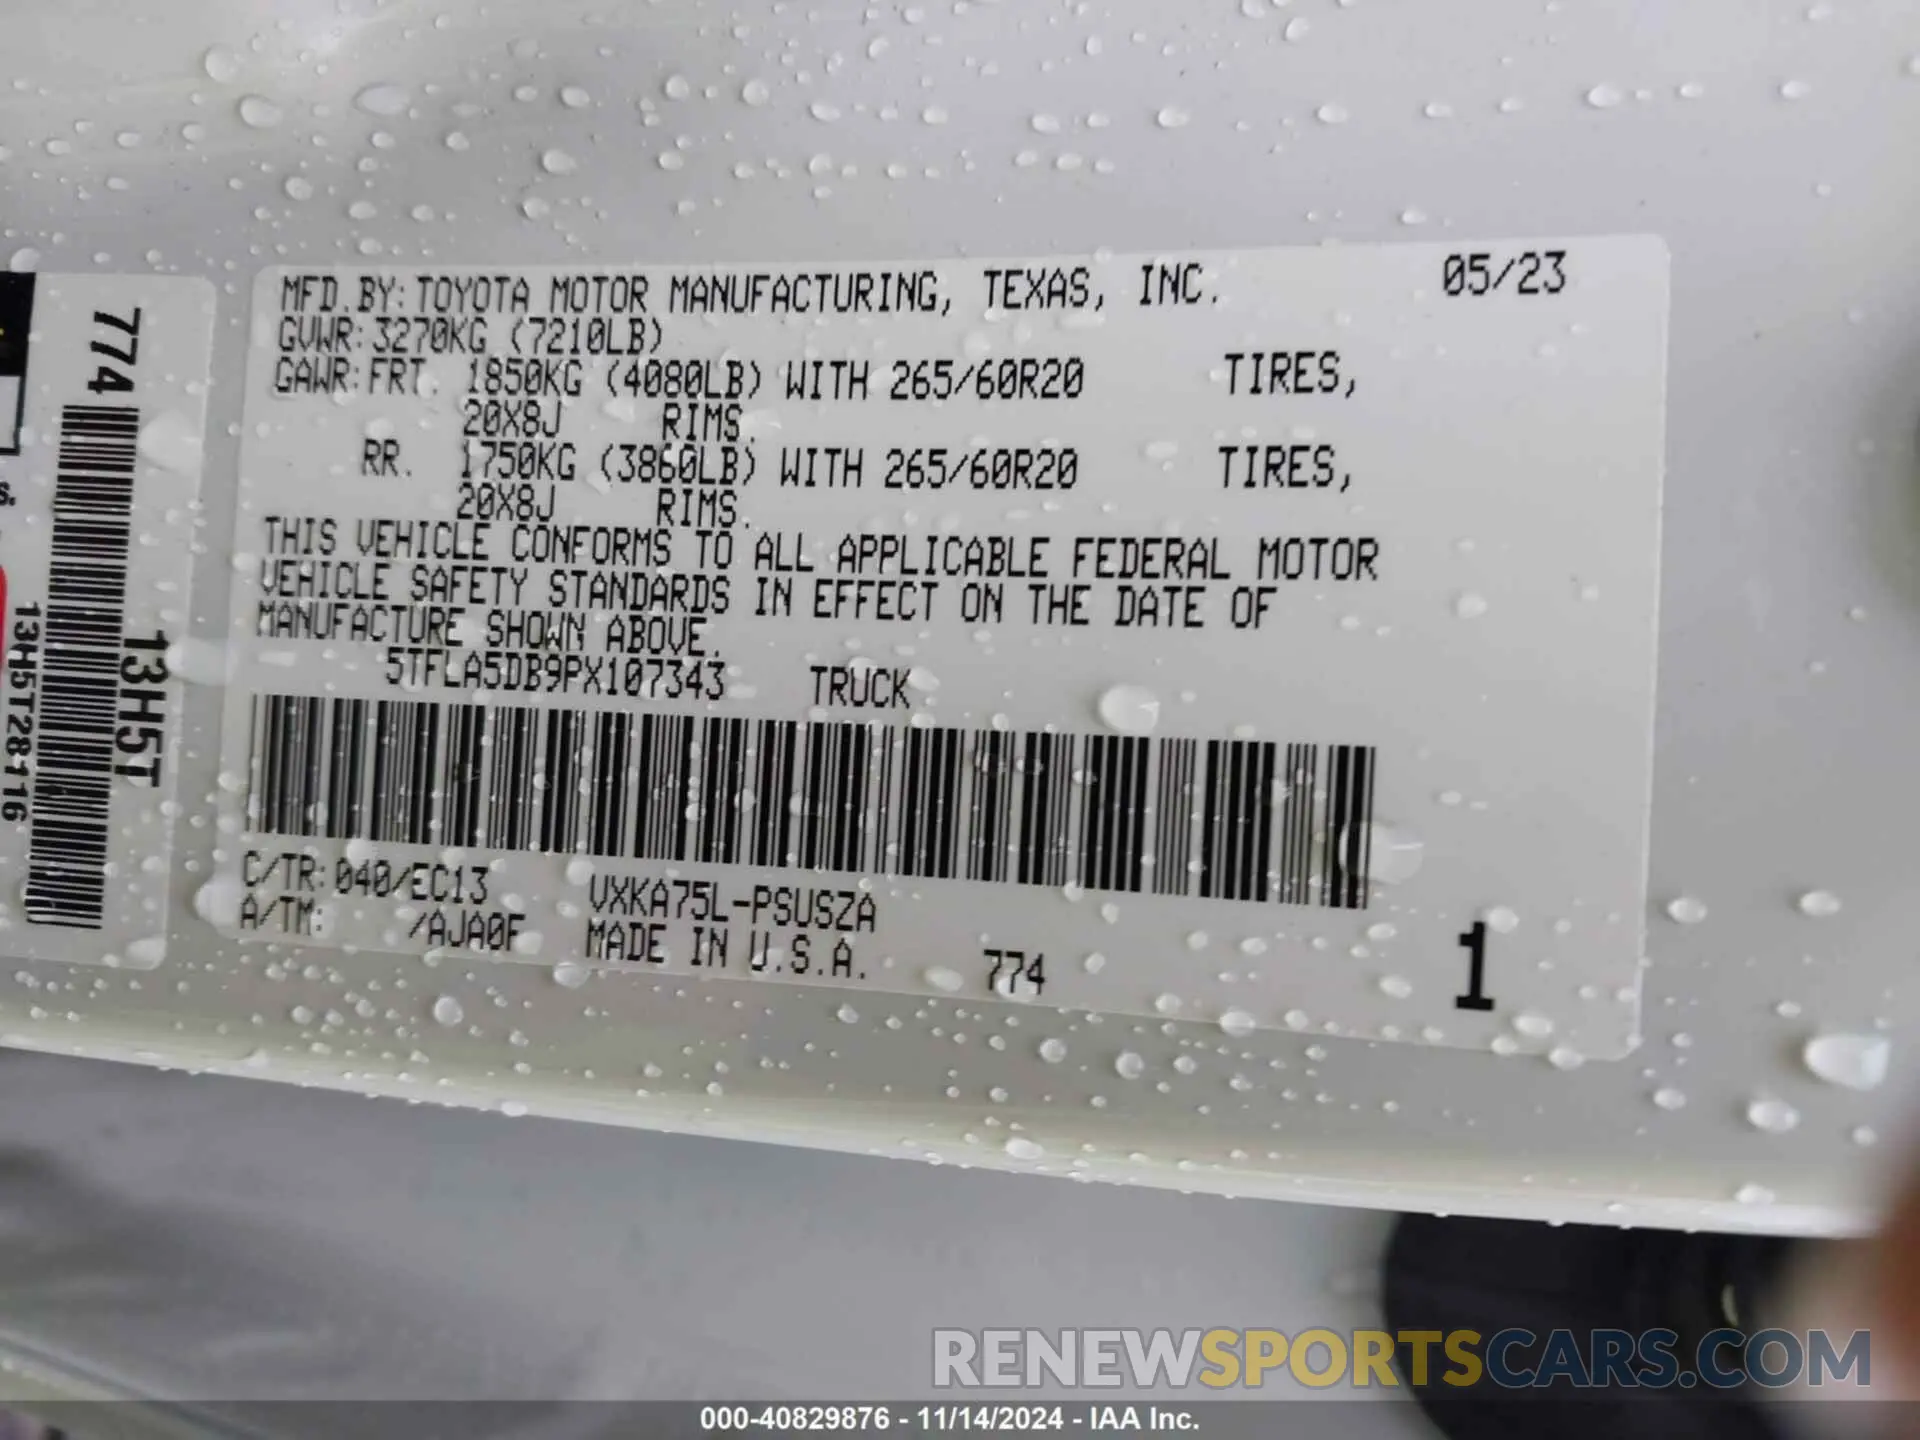 MFD.BY:TOYOTA MOTOR MANUFACTURING, TEXAS, INC. 05/23
GVWR:3270KG (7210LB)
GAWR:FRT. 1850KG (4080LB) WITH 265/60R20 TIRES,
20X8J RIMS.
RR. 1750KG (3860LB) WITH 265/60R20 TIRES,
20X8J RIMS.
THIS VEHICLE CONFORMS TO ALL APPLICABLE FEDERAL MOTOR
VEHICLE SAFETY STANDARDS IN EFFECT ON THE DATE OF
MANUFACTURE SHOWN ABOVE.
5TFLA5DB9PX107343 TRUCK
C/TR:040/EC13 VXKA75L-PSUSZA
A/TM: /AJA0F MADE IN U.S.A. 774 1
774
13H5T
13H5T28116
s.
RENEWSPORTSCARS.COM
000-40829876 - 11/14/2024 - IAA Inc.